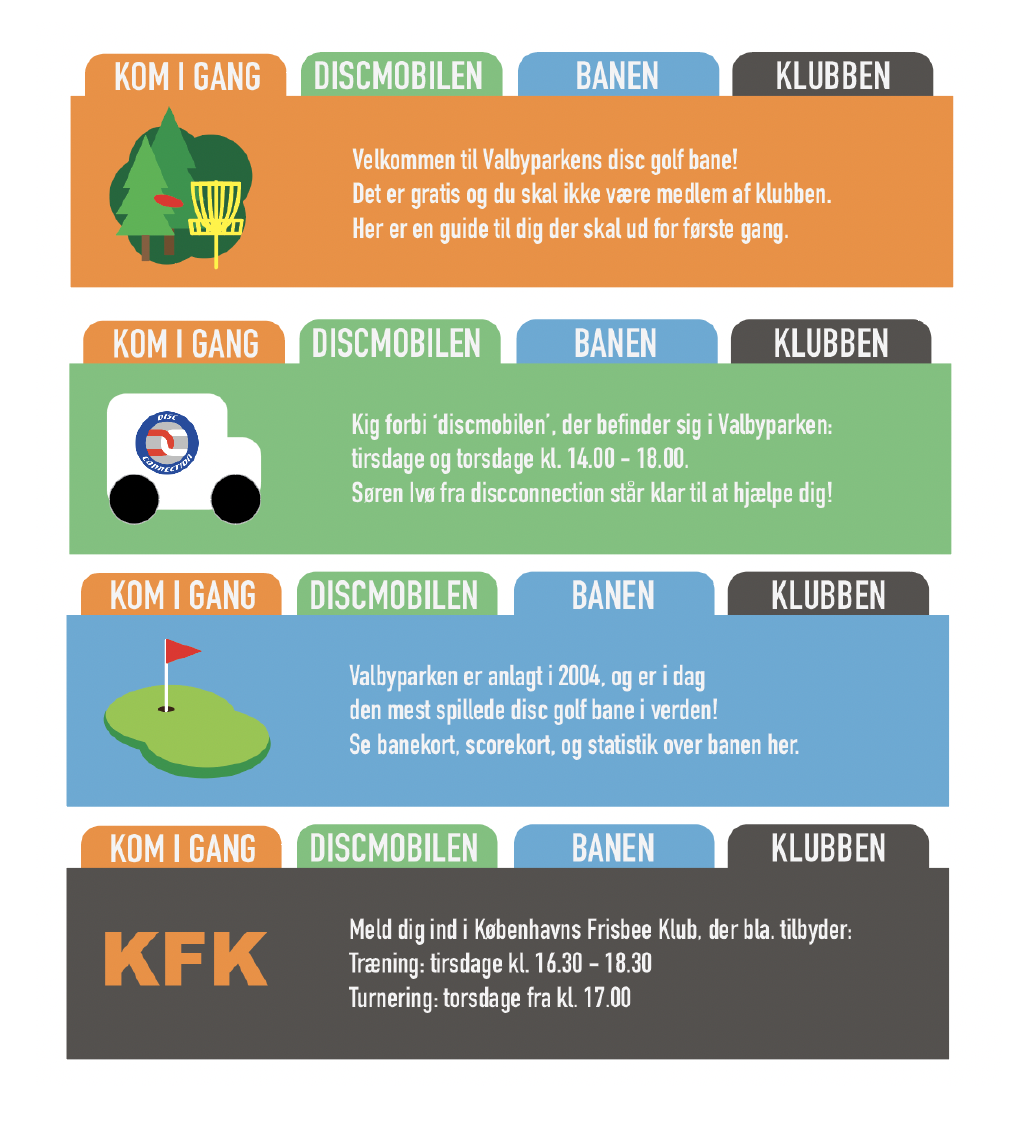 KOM I GANG DISCMOBILEN BANEN KLUBBEN
Velkommen til Valbyparkens disc golf bane!
Det er gratis og du skal ikke være medlem af klubben.
Her er en guide til dig der skal ud for første gang.
KOM I GANG DISCMOBILEN BANEN KLUBBEN
DISC
CONNECTION
Kig forbi ‘discmobilen’, der befinder sig i Valbyparken:
tirsdage og torsdage kl. 14.00 - 18.00.
Søren Ivø fra discconnection står klar til at hjælpe dig!
KOM I GANG DISCMOBILEN BANEN KLUBBEN
Valbyparken er anlagt i 2004, og er i dag
den mest spillede disc golf bane i verden!
Se banekort, scorekort, og statistik over banen her.
KOM I GANG DISCMOBILEN BANEN KLUBBEN
KFK
Meld dig ind i Københavns Frisbee Klub, der bla. tilbyder:
Træning: tirsdage kl. 16.30 - 18.30
Turnering: torsdage fra kl. 17.00